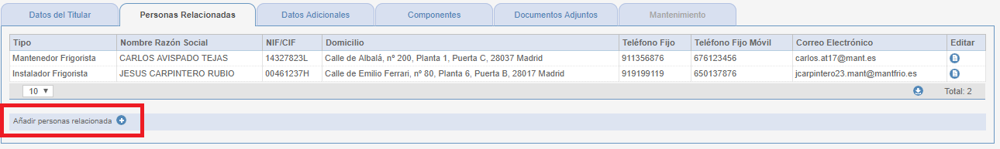 Datos del Titular Personas Relacionadas Datos Adicionales Componentes Documentos Adjuntos Mantenimiento
Tipo Nombre Razón Social NIF/CIF Domicilio Teléfono Fijo Teléfono Fijo Móvil Correo Electrónico Editar
Mantenedor Frigorista CARLOS AVISPADO TEJAS 14327823L Calle de Albalá, nº 200, Planta 1, Puerta C, 28037 Madrid 911356876 676123456 carlos.at17@mant.es
Instalador Frigorista JESUS CARPINTERO RUBIO 00461237H Calle de Emilio Ferrari, nº 80, Planta 6, Puerta B, 28017 Madrid 919199119 650137876 jcarpintero23.mant@mantfrio.es
10 Total: 2
Añadir personas relacionada